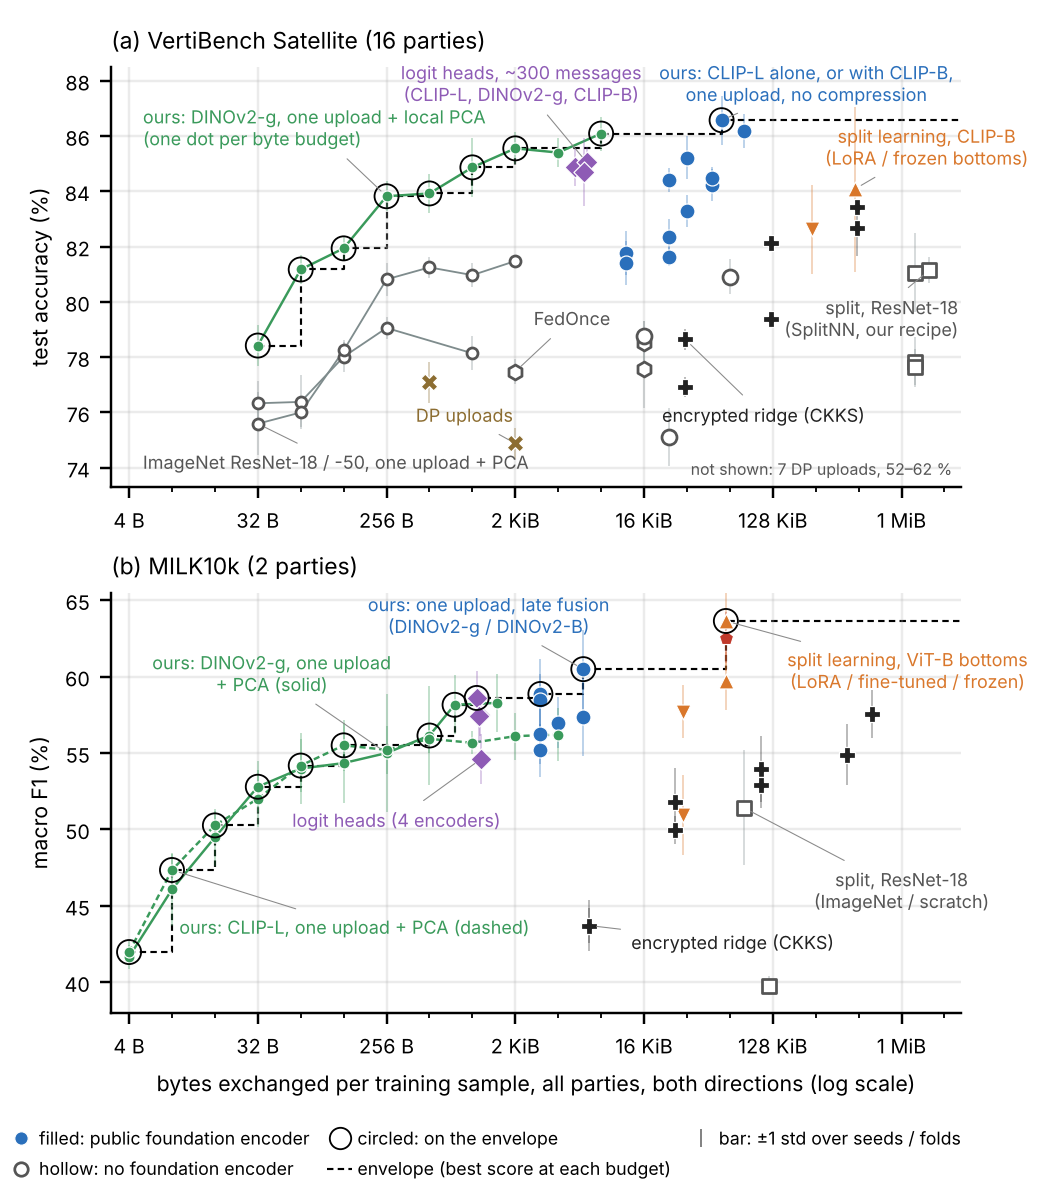 (a) VertiBench Satellite (16 parties)
logit heads, ~300 messages
(CLIP-L, DINOv2-g, CLIP-B)
ours: CLIP-L alone, or with CLIP-B,
one upload, no compression
ours: DINOv2-g, one upload + local PCA
(one dot per byte budget)
split learning, CLIP-B
(LoRA / frozen bottoms)
88
86
84
82
80
78
76
74
test accuracy (%)
FedOnce
split, ResNet-18
(SplitNN, our recipe)
DP uploads
encrypted ridge (CKKS)
ImageNet ResNet-18 / -50, one upload + PCA
not shown: 7 DP uploads, 52–62 %
4 B
32 B
256 B
2 KiB
16 KiB
128 KiB
1 MiB
(b) MILK10k (2 parties)
ours: one upload, late fusion
(DINOv2-g / DINOv2-B)
ours: DINOv2-g, one upload
+ PCA (solid)
split learning, ViT-B bottoms
(LoRA / fine-tuned / frozen)
65
60
55
50
45
40
macro F1 (%)
logit heads (4 encoders)
split, ResNet-18
(ImageNet / scratch)
ours: CLIP-L, one upload + PCA (dashed)
encrypted ridge (CKKS)
4 B
32 B
256 B
2 KiB
16 KiB
128 KiB
1 MiB
bytes exchanged per training sample, all parties, both directions (log scale)
filled: public foundation encoder
circled: on the envelope
bar: ±1 std over seeds / folds
hollow: no foundation encoder
envelope (best score at each budget)